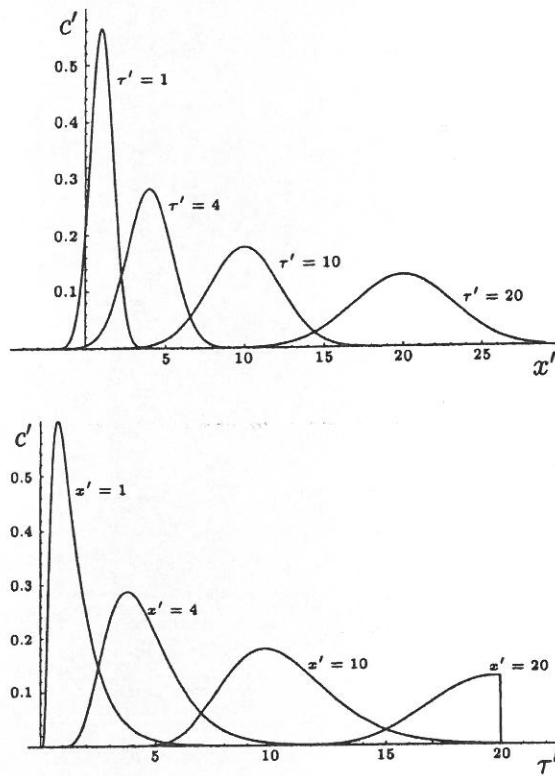 c'
0.5
τ' = 1
0.4
0.3
τ' = 4
0.2
τ' = 10
0.1
τ' = 20
5 10 15 20 25
x'
c'
0.5
x' = 1
0.4
0.3
x' = 4
0.2
x' = 10
x' = 20
0.1
5 10 15 20
τ'